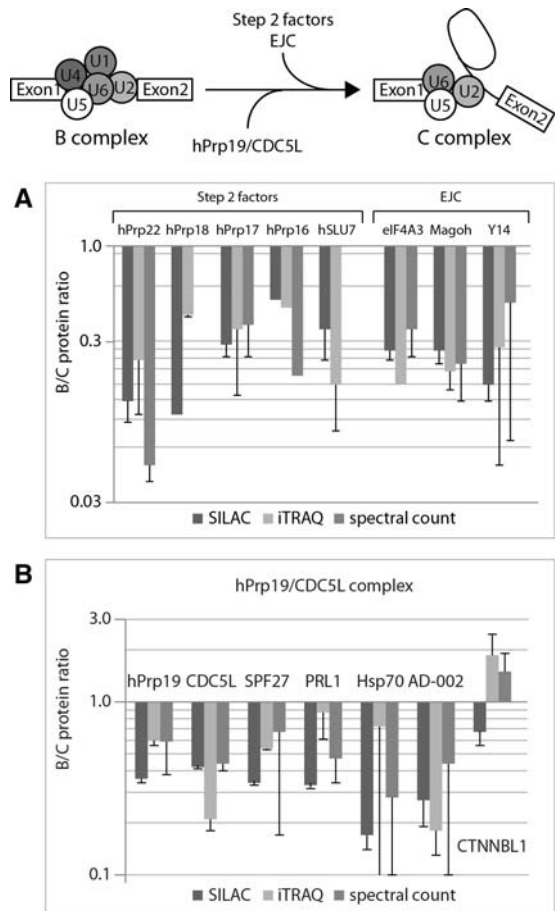 Step 2 factors
EJC
U1
U4
U6
U2
Exon1
Exon2
U5
B complex
hPrp19/CDC5L
U6
U2
Exon1
U5
Exon2
C complex
A
Step 2 factors
EJC
hPrp22 hPrp18 hPrp17 hPrp16 hSLU7 eIF4A3 Magoh Y14
1.0
0.3
0.03
B/C protein ratio
SILAC iTRAQ spectral count
B
hPrp19/CDC5L complex
3.0
hPrp19 CDC5L SPF27 PRL1 Hsp70 AD-002
1.0
0.1
B/C protein ratio
CTNNBL1
SILAC iTRAQ spectral count